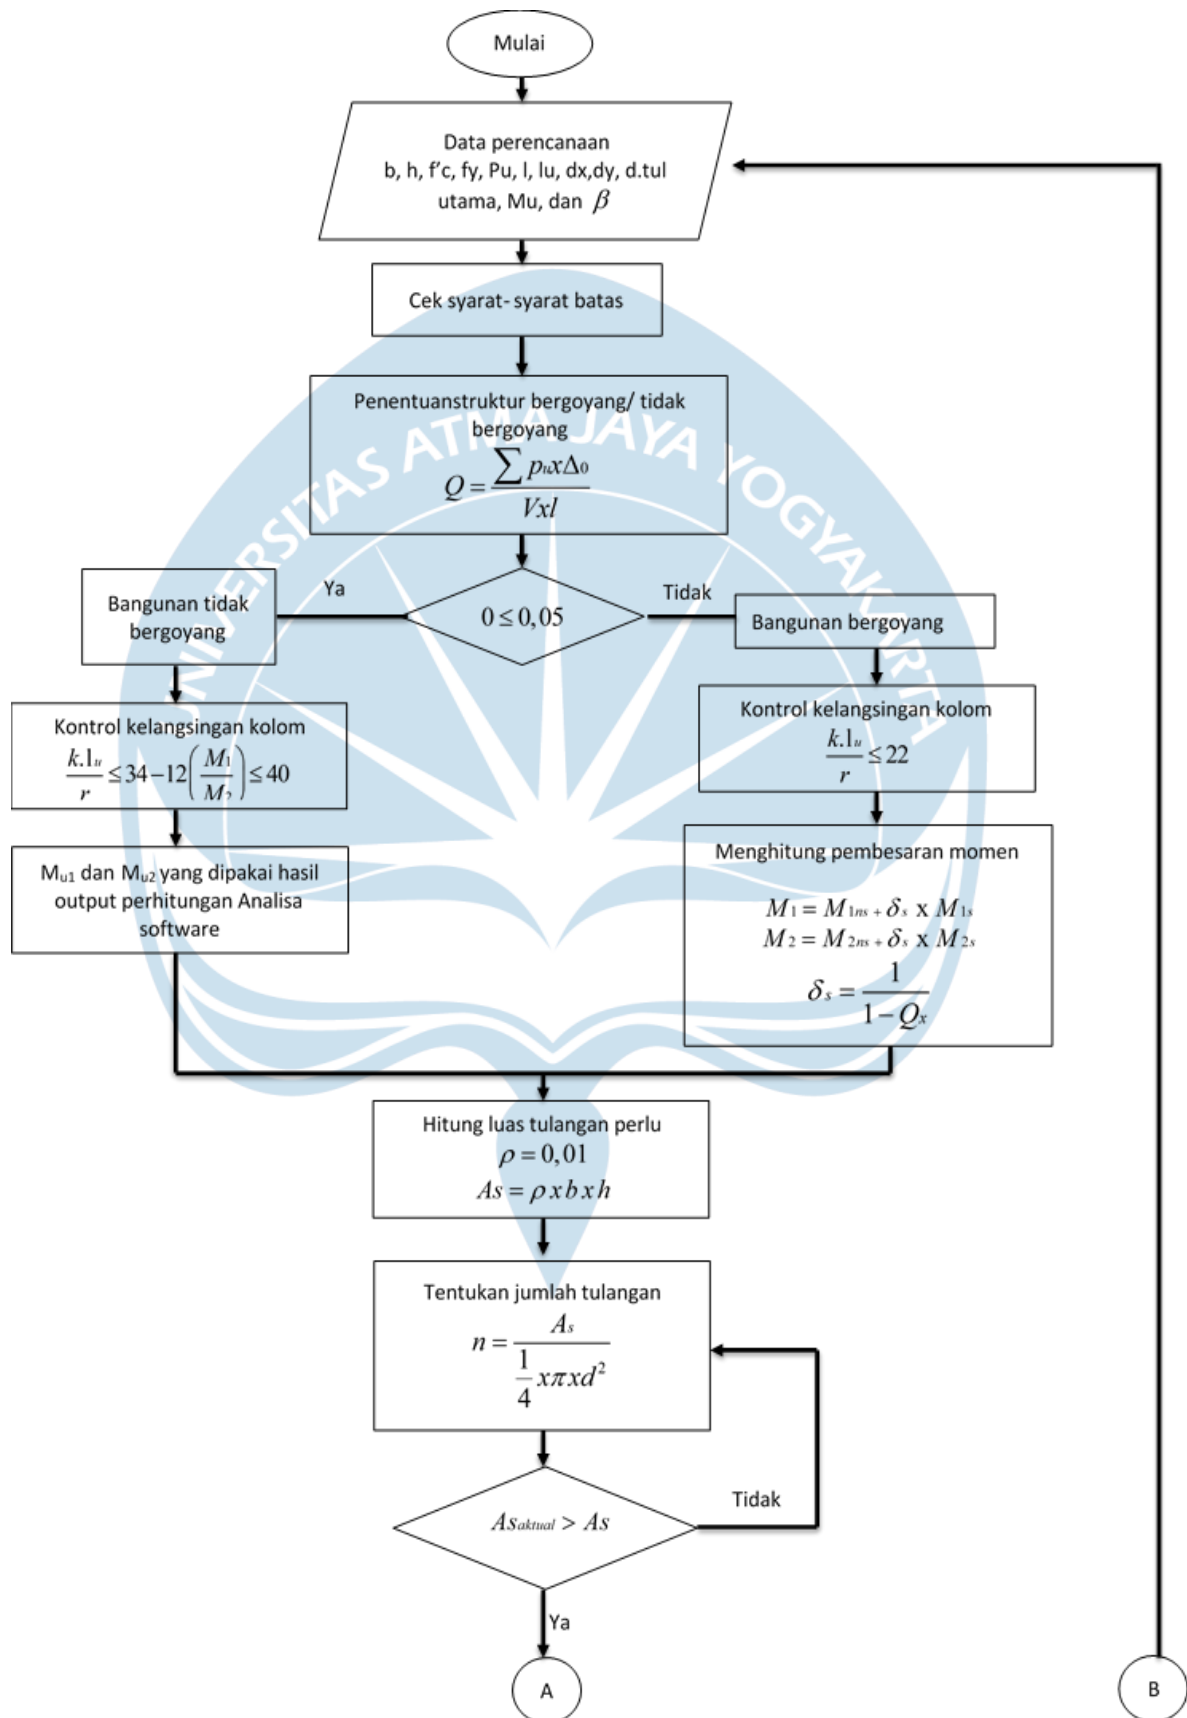 Mulai
Data perencanaan
b, h, f'c, fy, Pu, l, lu, dx,dy, d.tul
utama, Mu, dan β
Cek syarat- syarat batas
Penentuanstruktur bergoyang/ tidak
bergoyang
Q = ∑ pu x Δ0 / V x l
UNIVERSITAS ATMA JAYA YOGYAKARTA
Ya
0 ≤ 0,05
Tidak
Bangunan tidak
bergoyang
Bangunan bergoyang
Kontrol kelangsingan kolom
k.lu / r ≤ 34 − 12 (M1 / M2) ≤ 40
Kontrol kelangsingan kolom
k.lu / r ≤ 22
Mu1 dan Mu2 yang dipakai hasil
output perhitungan Analisa
software
Menghitung pembesaran momen
M1 = M1ns + δs x M1s
M2 = M2ns + δs x M2s
δs = 1 / 1 − Qx
Hitung luas tulangan perlu
ρ = 0,01
As = ρ x b x h
Tentukan jumlah tulangan
n = As / 1/4 x π x d²
Tidak
Asaktual > As
Ya
A
B